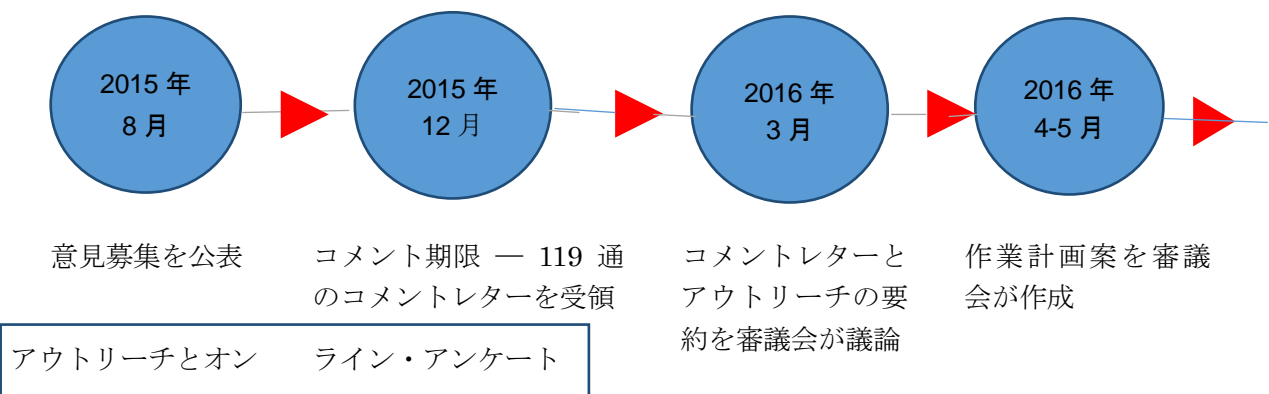 2015 年
8 月
2015 年
12 月
2016 年
3 月
2016 年
4-5 月
意見募集を公表
コメント期限 ― 119 通
のコメントレターを受領
コメントレターと
アウトリーチの要
約を審議会が議論
作業計画案を審議
会が作成
アウトリーチとオン ライン・アンケート